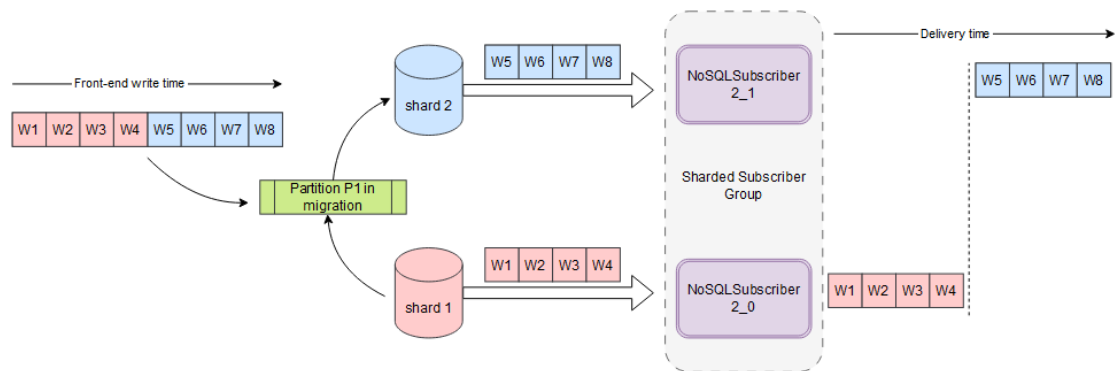 Front-end write time
W1 W2 W3 W4 W5 W6 W7 W8
Partition P1 in
migration
shard 2
W5 W6 W7 W8
shard 1
W1 W2 W3 W4
NoSQLSubscriber
2_1
Sharded Subscriber
Group
NoSQLSubscriber
2_0
Delivery time
W5 W6 W7 W8
W1 W2 W3 W4